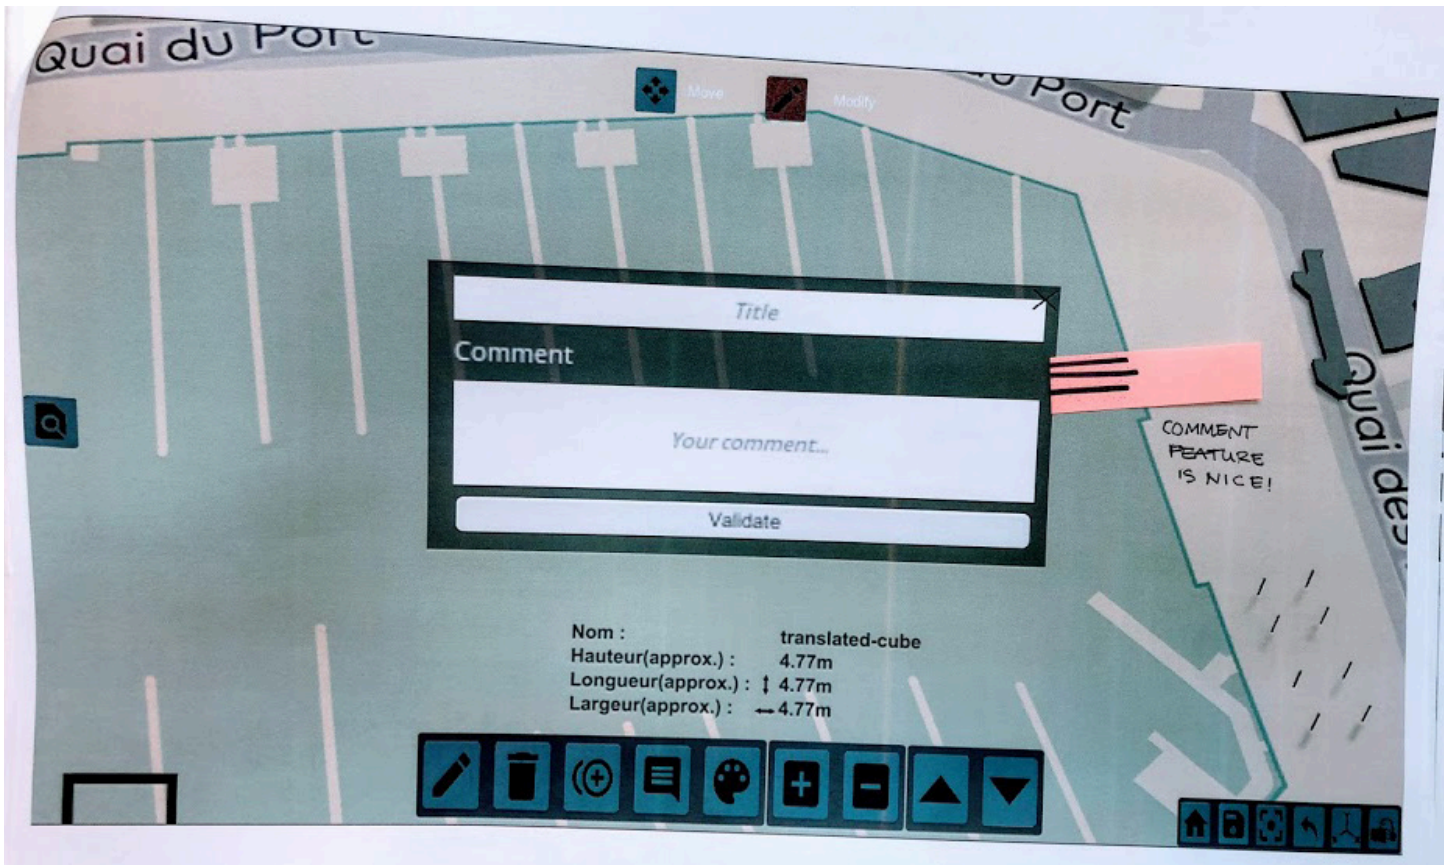 Quai du Port
du Port
Move
Modify
Title
Comment
Your comment...
Validate
COMMENT
FEATURE
IS NICE!
Quai des
Nom : translated-cube
Hauteur(approx.) : 4.77m
Longueur(approx.) : ↕ 4.77m
Largeur(approx.) : ↔ 4.77m